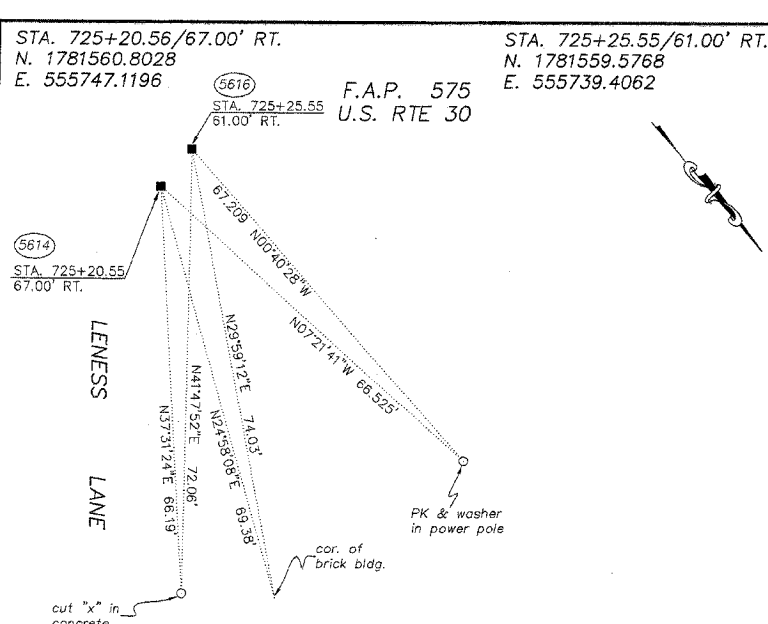 STA. 725+20.56/67.00' RT.
N. 1781560.8028
E. 555747.1196
STA. 725+25.55/61.00' RT.
N. 1781559.5768
E. 555739.4062
5616
STA. 725+25.55
61.00' RT.
F.A.P. 575
U.S. RTE 30
5614
STA. 725+20.55
67.00' RT.
67.209 N00°40'28"W
N07°21'41"W 66.525'
N29°59'12"E 74.03'
N41°47'52"E 72.06'
N24°58'08"E 69.38'
N37°31'24"E 66.19'
LENESS LANE
PK & washer
in power pole
cor. of
brick bldg.
cut "x" in
concrete